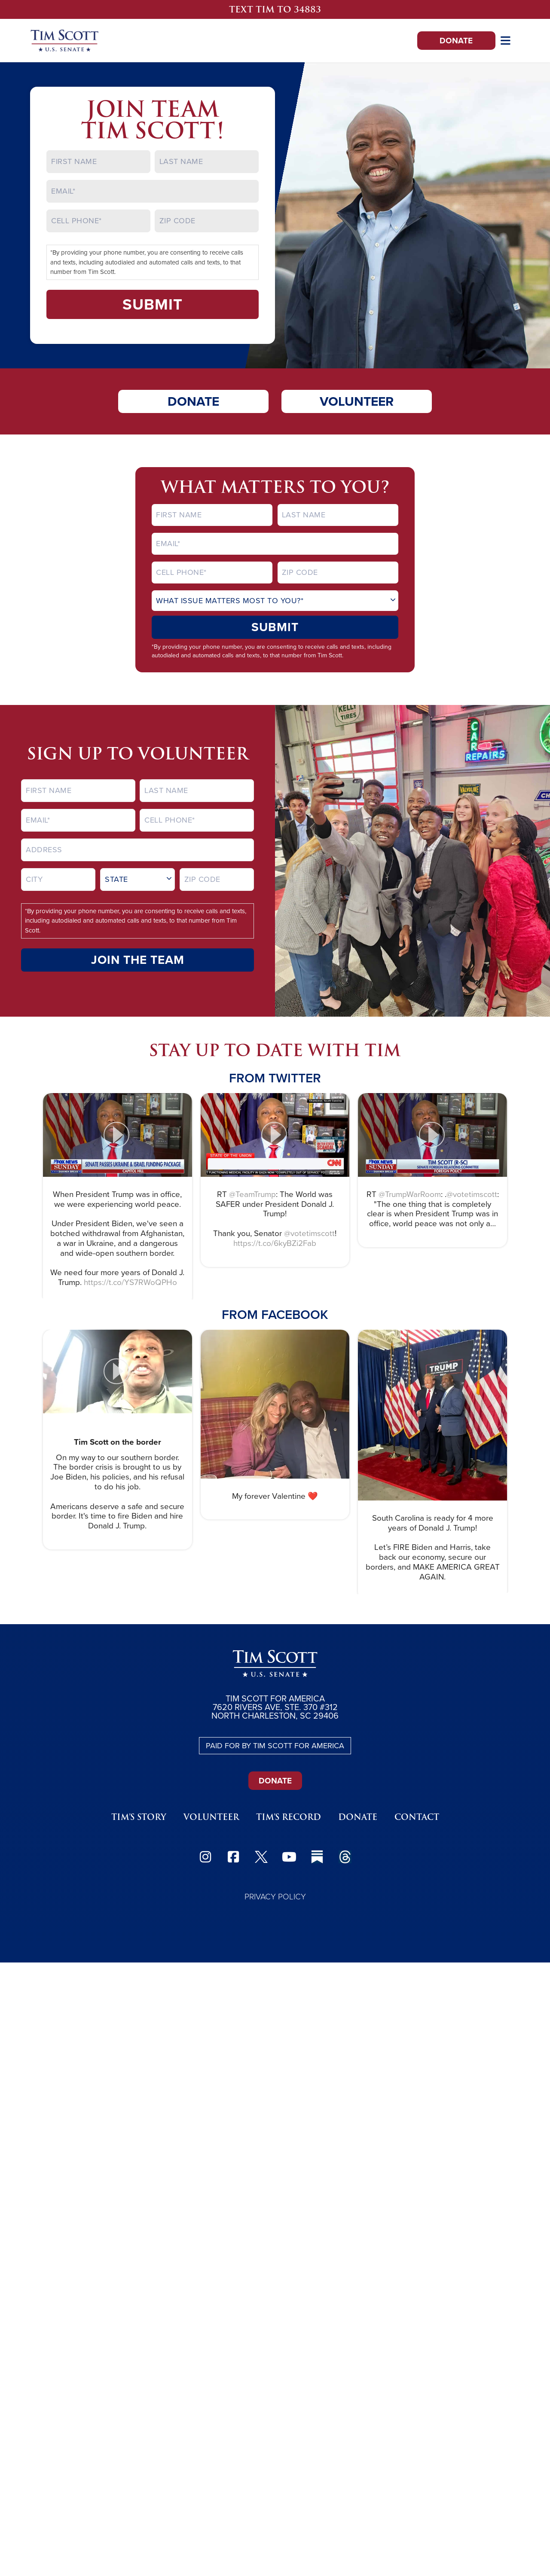 TEXT TIM TO 34883
TIM SCOTT
U.S. SENATE
DONATE
JOIN TEAM
TIM SCOTT!
FIRST NAME
LAST NAME
EMAIL*
CELL PHONE*
ZIP CODE
*By providing your phone number, you are consenting to receive calls
and texts, including autodialed and automated calls and texts, to that
number from Tim Scott.
SUBMIT
DONATE
VOLUNTEER
WHAT MATTERS TO YOU?
FIRST NAME
LAST NAME
EMAIL*
CELL PHONE*
ZIP CODE
WHAT ISSUE MATTERS MOST TO YOU?*
SUBMIT
*By providing your phone number, you are consenting to receive calls and texts, including
autodialed and automated calls and texts, to that number from Tim Scott.
SIGN UP TO VOLUNTEER
FIRST NAME
LAST NAME
EMAIL*
CELL PHONE*
ADDRESS
CITY
STATE
ZIP CODE
*By providing your phone number, you are consenting to receive calls and texts,
including autodialed and automated calls and texts, to that number from Tim
Scott.
JOIN THE TEAM
KELLY
TIRES
CAR
REPAIRS
VALVOLINE
STAY UP TO DATE WITH TIM
FROM TWITTER
FOX NEWS
SUNDAY
SENATE PASSES UKRAINE & ISRAEL FUNDING PACKAGE
CAPITOL HILL
When President Trump was in office,
we were experiencing world peace.
Under President Biden, we've seen a
botched withdrawal from Afghanistan,
a war in Ukraine, and a dangerous
and wide-open southern border.
We need four more years of Donald J.
Trump. https://t.co/YS7RWoQPHo
STATE OF THE UNION
CNN
RT @TeamTrump: The World was
SAFER under President Donald J.
Trump!
Thank you, Senator @votetimscott!
https://t.co/6kyBZi2Fab
FOX NEWS
SUNDAY
TIM SCOTT (R-SC)
SENATE FOREIGN RELATIONS COMMITTEE
FOREIGN POLICY
RT @TrumpWarRoom: .@votetimscott:
"The one thing that is completely
clear is when President Trump was in
office, world peace was not only a...
FROM FACEBOOK
Tim Scott on the border
On my way to our southern border.
The border crisis is brought to us by
Joe Biden, his policies, and his refusal
to do his job.
Americans deserve a safe and secure
border. It's time to fire Biden and hire
Donald J. Trump.
My forever Valentine ❤️
TRUMP
South Carolina is ready for 4 more
years of Donald J. Trump!
Let's FIRE Biden and Harris, take
back our economy, secure our
borders, and MAKE AMERICA GREAT
AGAIN.
TIM SCOTT
U.S. SENATE
TIM SCOTT FOR AMERICA
7620 RIVERS AVE, STE. 370 #312
NORTH CHARLESTON, SC 29406
PAID FOR BY TIM SCOTT FOR AMERICA
DONATE
TIM'S STORY
VOLUNTEER
TIM'S RECORD
DONATE
CONTACT
PRIVACY POLICY